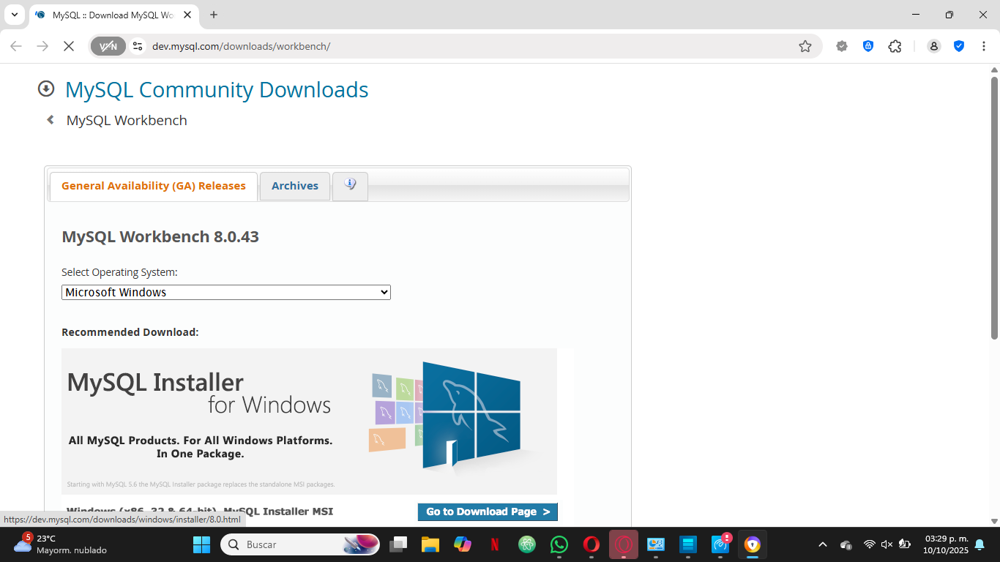 MySQL :: Download MySQL Wo
VPN
dev.mysql.com/downloads/workbench/
MySQL Community Downloads
MySQL Workbench
General Availability (GA) Releases
Archives
MySQL Workbench 8.0.43
Select Operating System:
Microsoft Windows
Recommended Download:
MySQL Installer
for Windows
All MySQL Products. For All Windows Platforms.
In One Package.
Starting with MySQL 5.6 the MySQL Installer package replaces the standalone MSI packages.
Windows (x86, 32 & 64-bit), MySQL Installer MSI
Go to Download Page >
https://dev.mysql.com/downloads/windows/installer/8.0.html
5
23°C
Mayorm. nublado
Buscar
03:29 p. m.
10/10/2025